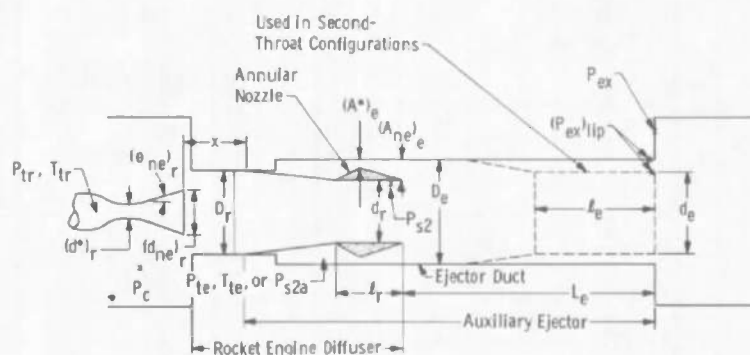 Used in Second-
Throat Configurations
Annular
Nozzle
P_ex
(A*)_e
(A_ne)_e
(P_ex)_lip
x
P_tr, T_tr
(θ_ne)_r
D_r
d_r
P_s2
D_e
ℓ_e
d_e
(d*)_r
(d_ne)_r
P_c
P_te, T_te, or P_s2a
ℓ_r
Ejector Duct
L_e
Auxiliary Ejector
Rocket Engine Diffuser